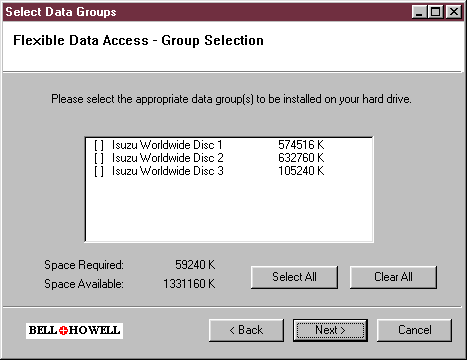 Select Data Groups
Flexible Data Access - Group Selection
Please select the appropriate data group(s) to be installed on your hard drive.
[ ] Isuzu Worldwide Disc 1 574516 K
[ ] Isuzu Worldwide Disc 2 632760 K
[ ] Isuzu Worldwide Disc 3 105240 K
Space Required: 59240 K
Space Available: 1331160 K
Select All Clear All
BELL HOWELL < Back Next > Cancel